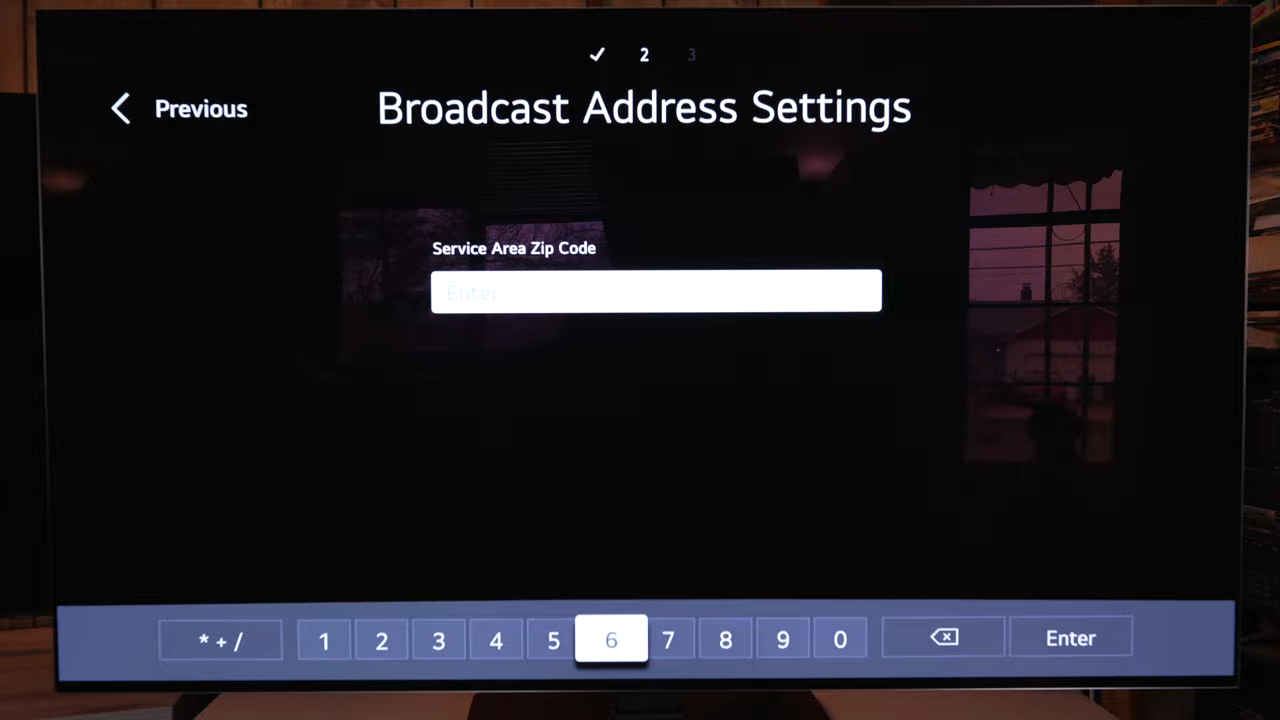 ✓ 2 3
Previous
Broadcast Address Settings
Service Area Zip Code
Enter
* + / 1 2 3 4 5 6 7 8 9 0 Enter